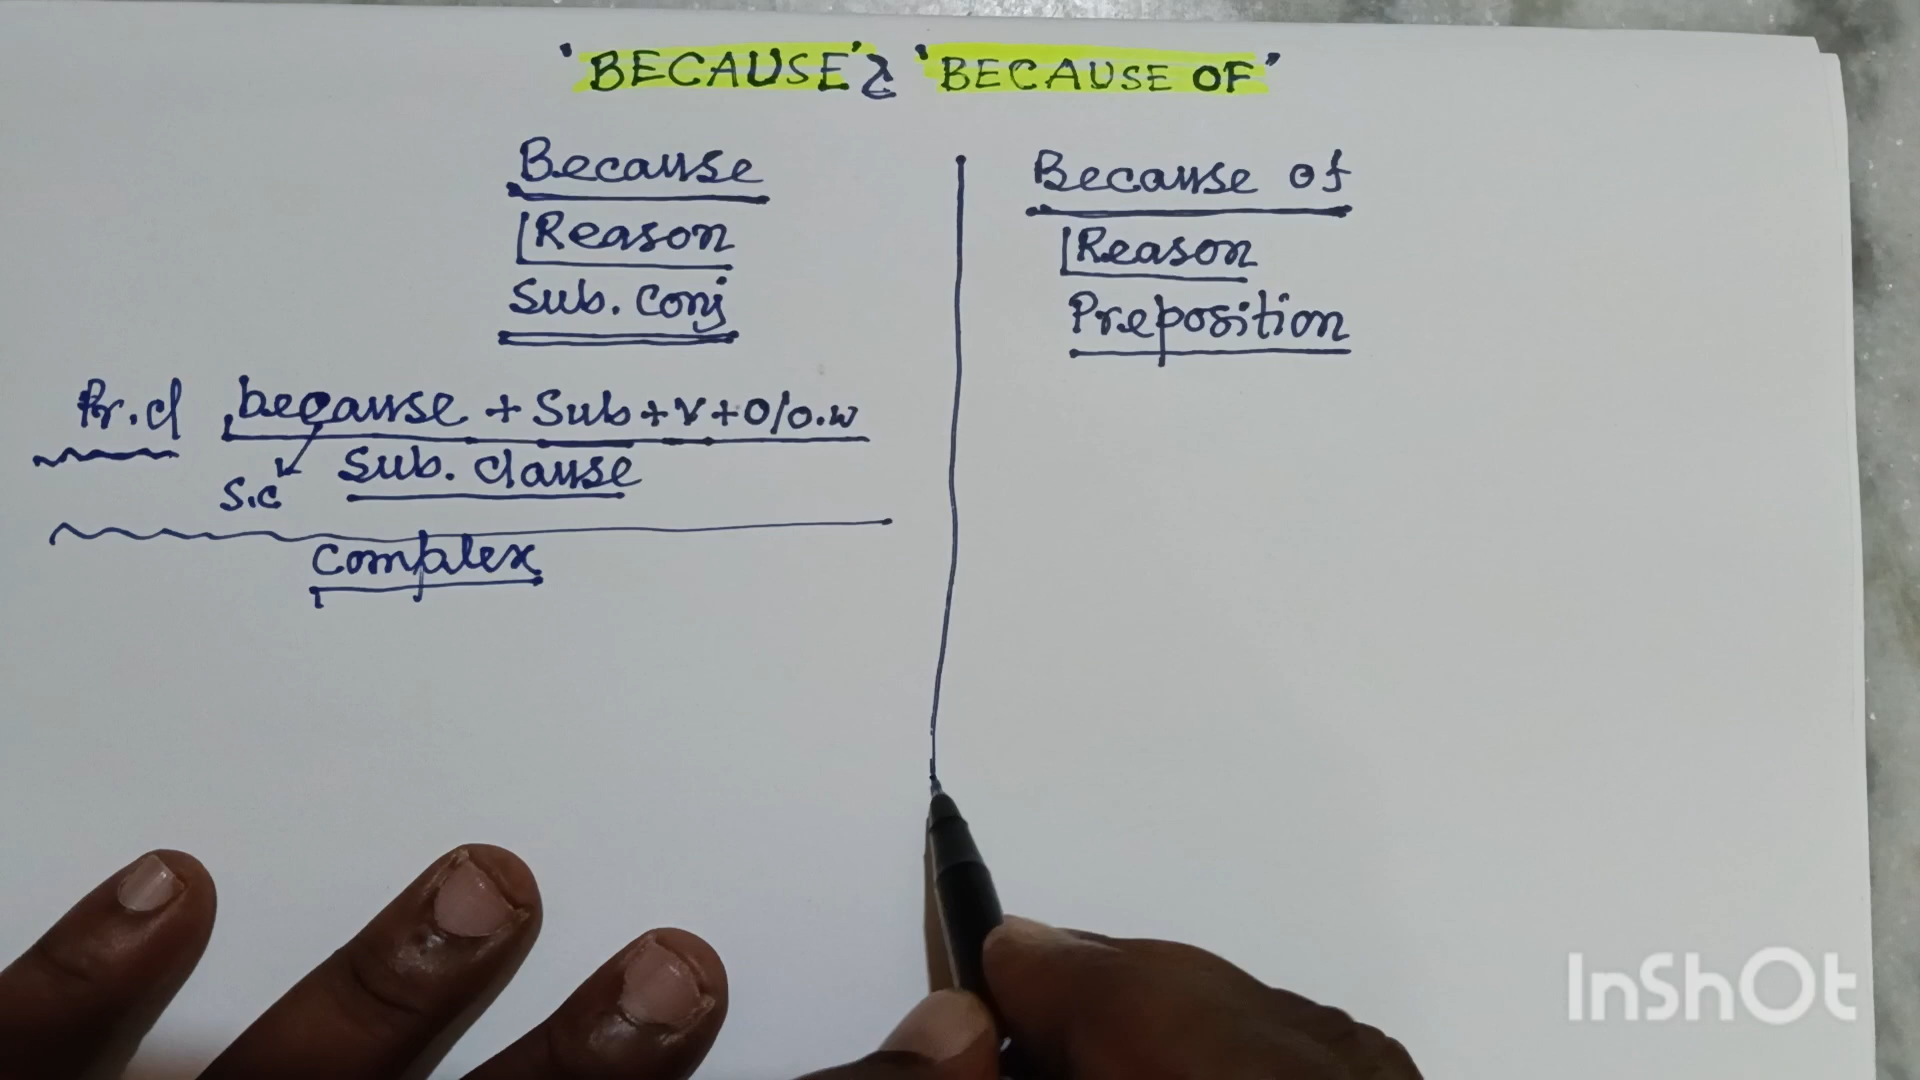 'BECAUSE' & 'BECAUSE OF'
Because
Reason
Sub. Conj
Pr.cl because + Sub + V + O/O.W
S.C Sub. Clause
Complex
Because of
Reason
Preposition
InShOt